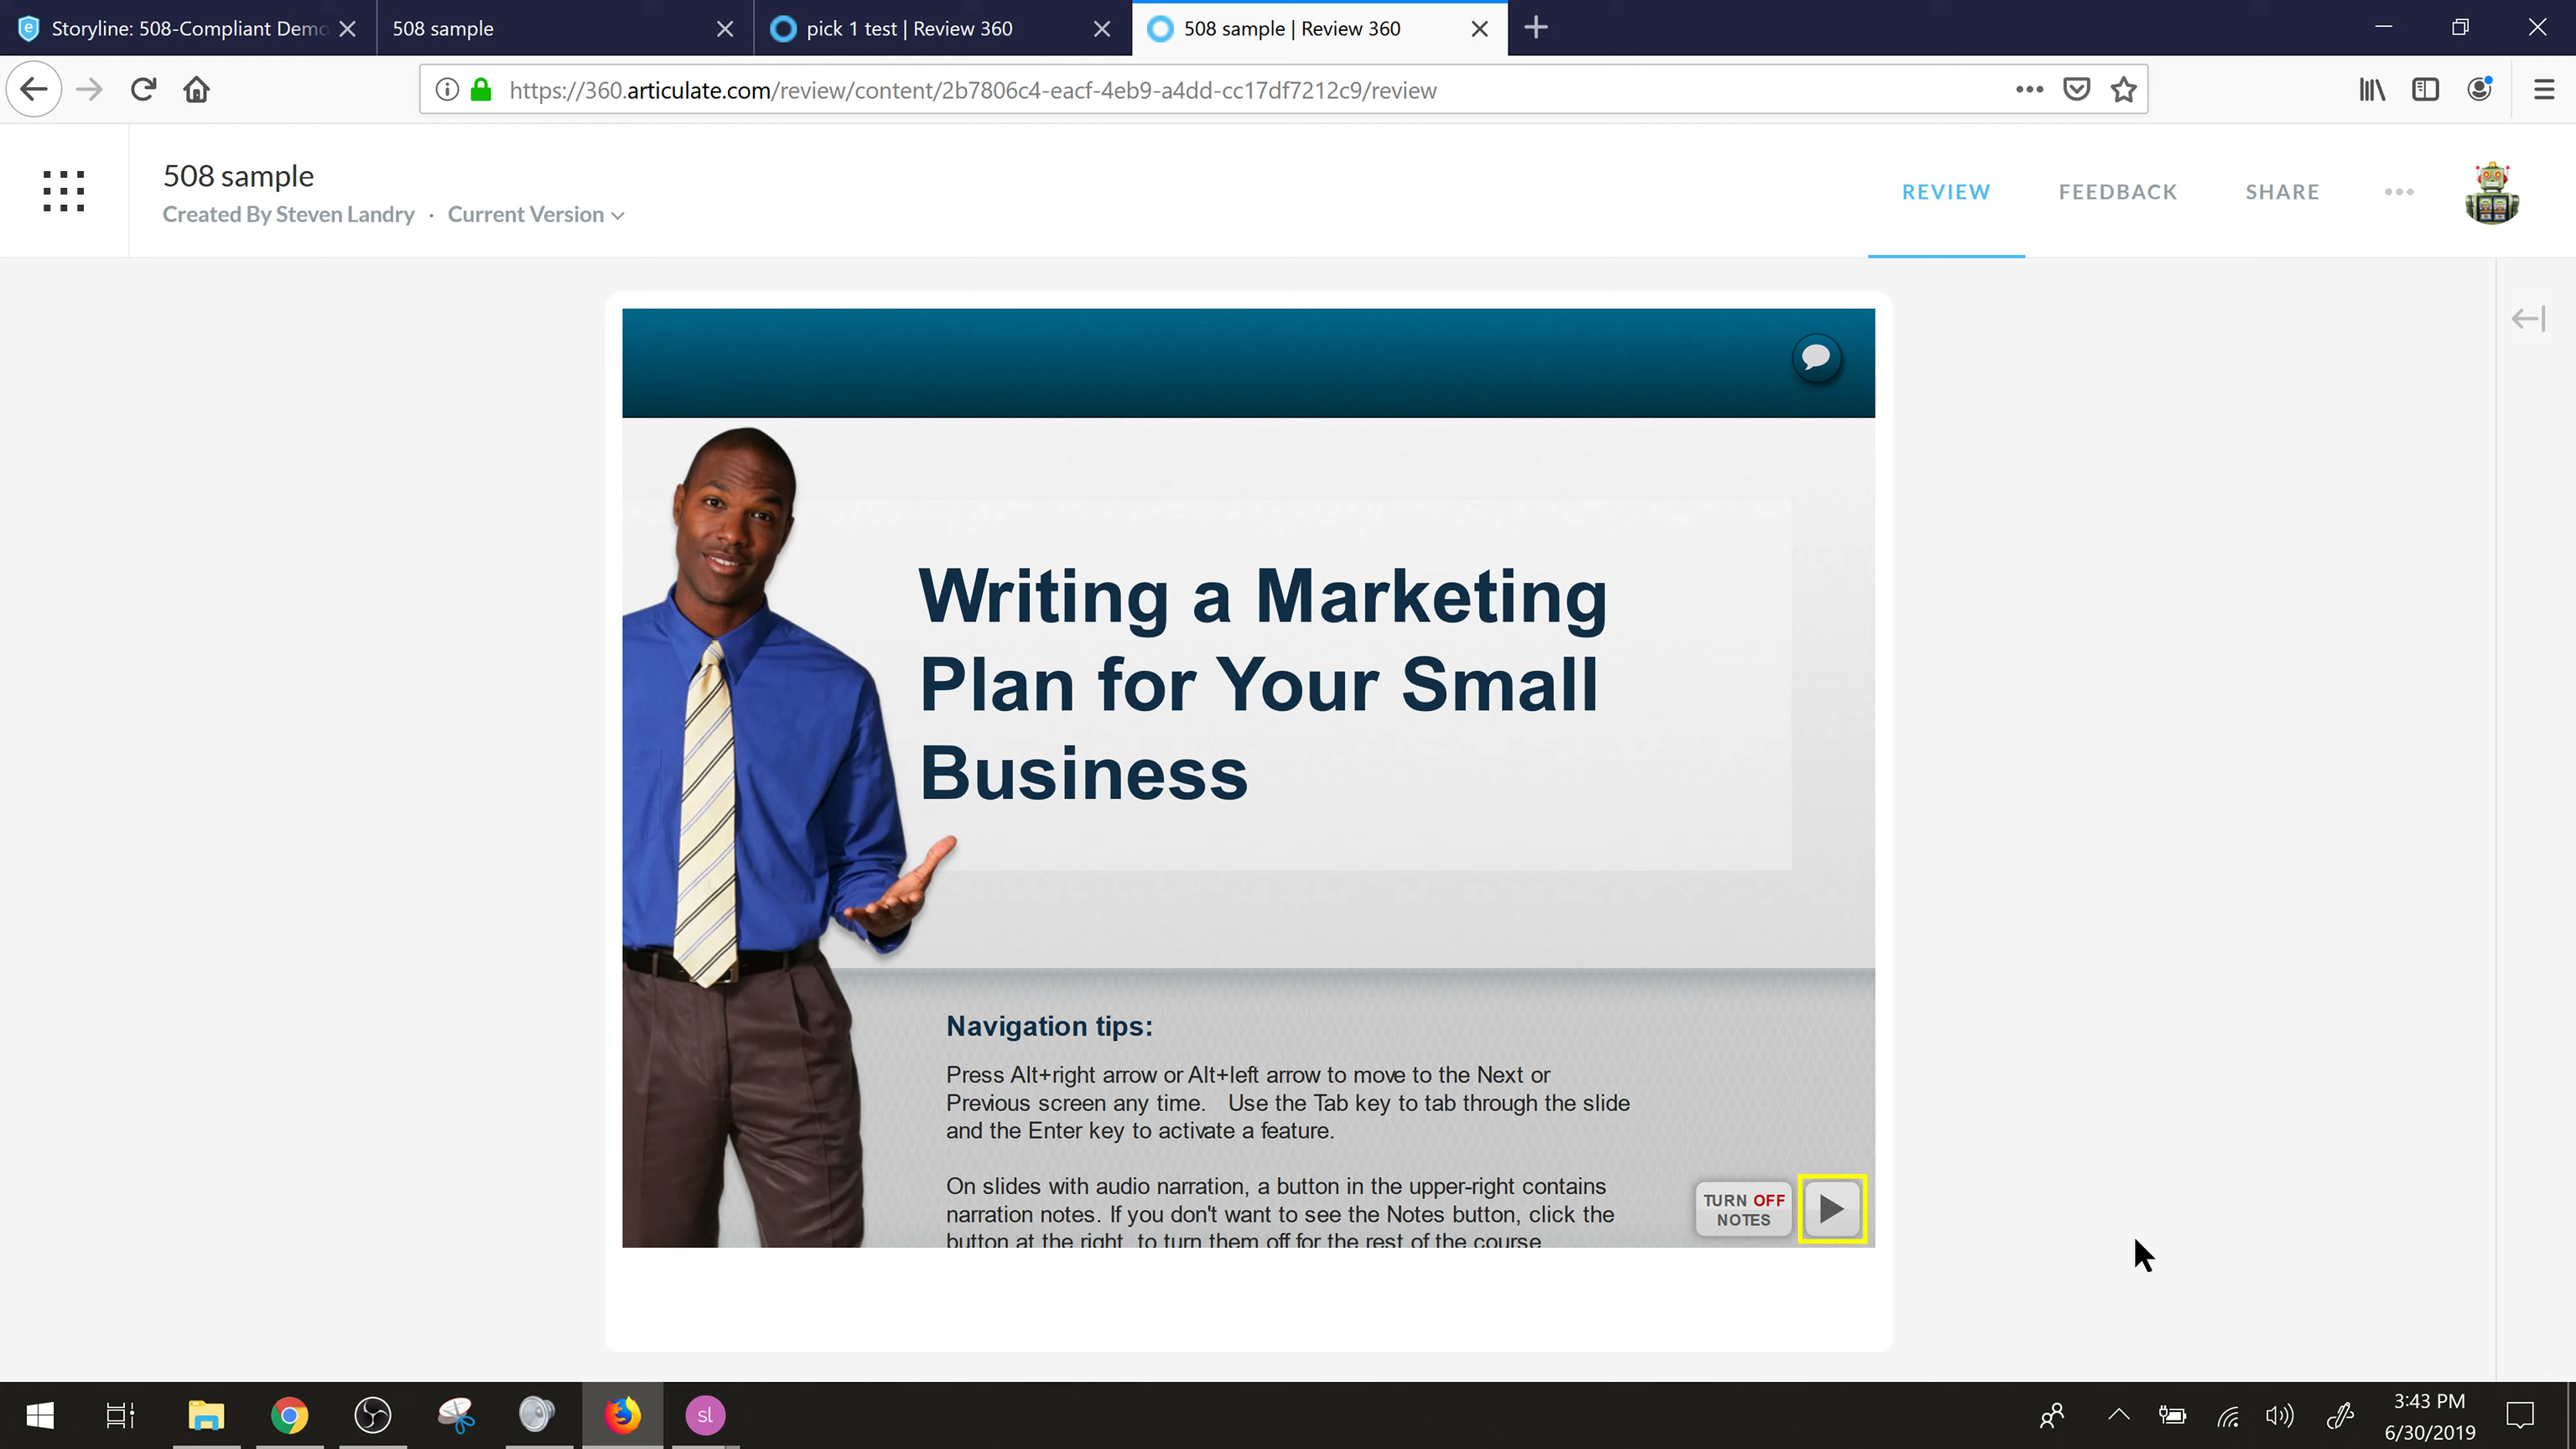 Storyline: 508-Compliant Demo
508 sample
pick 1 test | Review 360
508 sample | Review 360
https://360.articulate.com/review/content/2b7806c4-eacf-4eb9-a4dd-cc17df7212c9/review
508 sample
Created By Steven Landry · Current Version
REVIEW
FEEDBACK
SHARE
Writing a Marketing
Plan for Your Small
Business
Navigation tips:
Press Alt+right arrow or Alt+left arrow to move to the Next or
Previous screen any time. Use the Tab key to tab through the slide
and the Enter key to activate a feature.
On slides with audio narration, a button in the upper-right contains
narration notes. If you don't want to see the Notes button, click the
button at the right, to turn them off for the rest of the course
TURN OFF
NOTES
sl
3:43 PM
6/30/2019